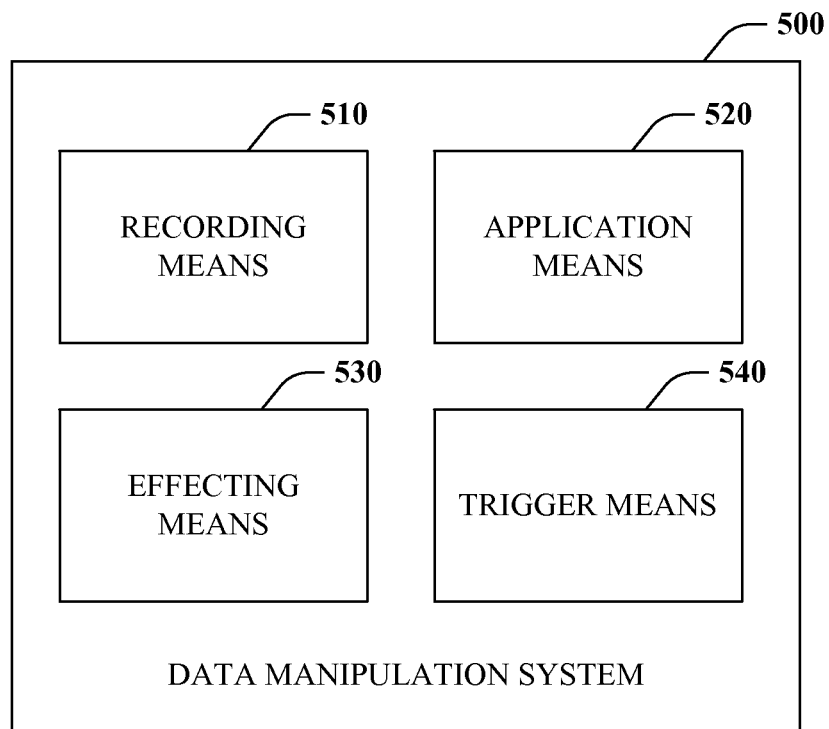 500
510
520
RECORDING
MEANS
APPLICATION
MEANS
530
540
EFFECTING
MEANS
TRIGGER MEANS
DATA MANIPULATION SYSTEM